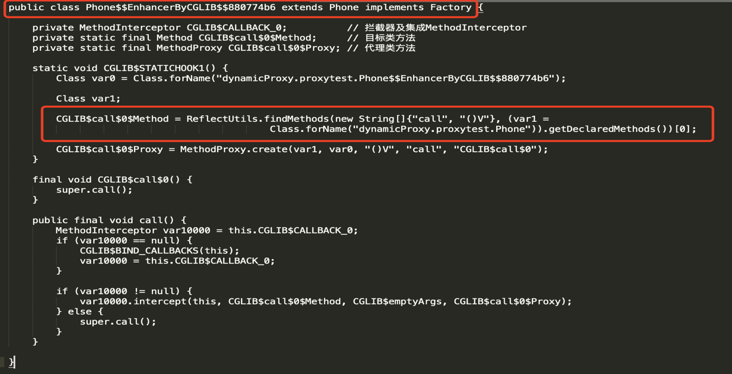 public class Phone$$EnhancerByCGLIB$$880774b6 extends Phone implements Factory {
private MethodInterceptor CGLIB$CALLBACK_0; // 拦截器及集成MethodInterceptor
private static final Method CGLIB$call$0$Method; // 目标类方法
private static final MethodProxy CGLIB$call$0$Proxy; // 代理类方法
static void CGLIB$STATICHOOK1() {
Class var0 = Class.forName("dynamicProxy.proxytest.Phone$$EnhancerByCGLIB$$880774b6");
Class var1;
CGLIB$call$0$Method = ReflectUtils.findMethods(new String[]{"call", "()V"}, (var1 =
Class.forName("dynamicProxy.proxytest.Phone")).getDeclaredMethods())[0];
CGLIB$call$0$Proxy = MethodProxy.create(var1, var0, "()V", "call", "CGLIB$call$0");
}
final void CGLIB$call$0() {
super.call();
}
public final void call() {
MethodInterceptor var10000 = this.CGLIB$CALLBACK_0;
if (var10000 == null) {
CGLIB$BIND_CALLBACKS(this);
var10000 = this.CGLIB$CALLBACK_0;
}
if (var10000 != null) {
var10000.intercept(this, CGLIB$call$0$Method, CGLIB$emptyArgs, CGLIB$call$0$Proxy);
} else {
super.call();
}
}
}